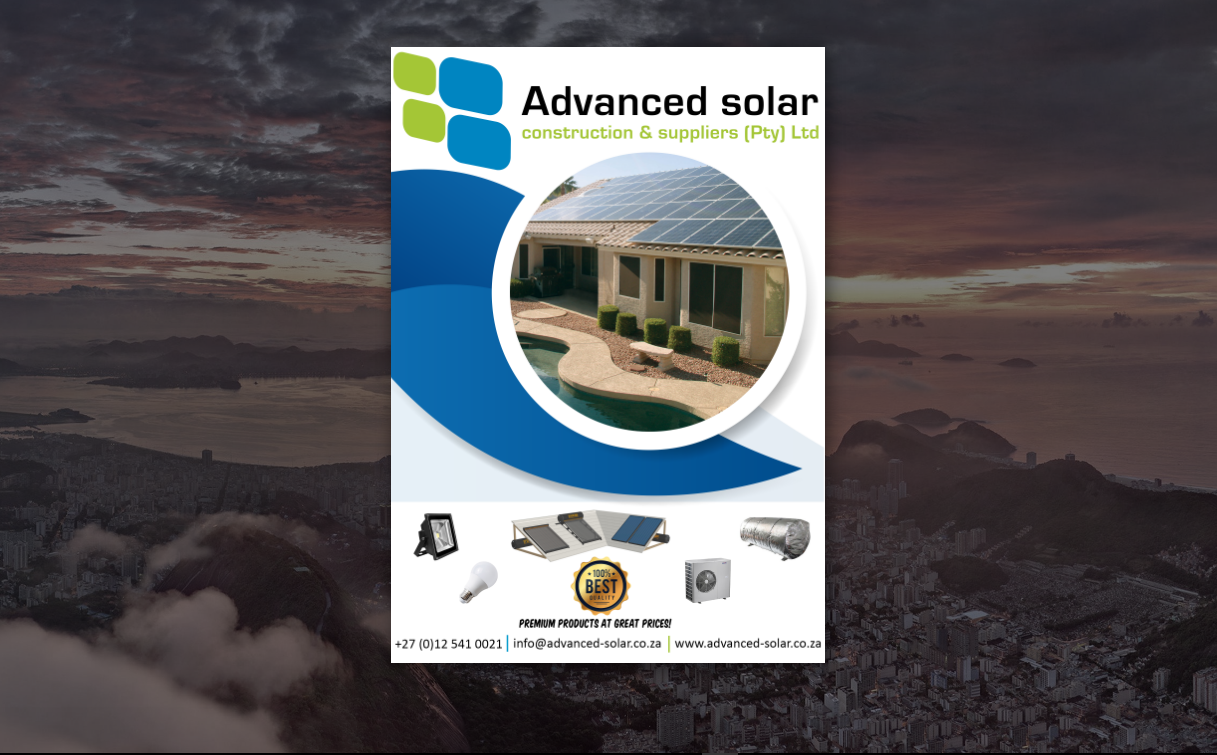 Advanced solar
construction & suppliers (Pty) Ltd
100%
BEST
QUALITY
PREMIUM PRODUCTS AT GREAT PRICES!
+27 (0)12 541 0021 | info@advanced-solar.co.za | www.advanced-solar.co.za